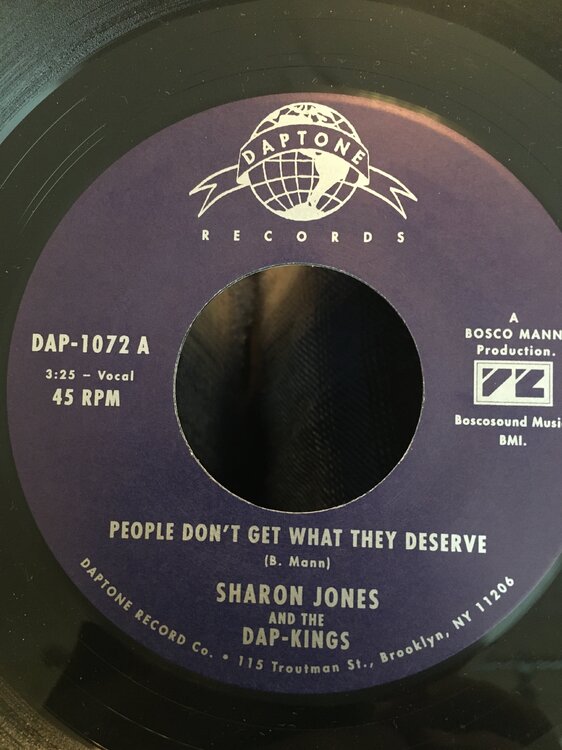 DAPTONE
RECORDS
DAP-1072 A
3:25 – Vocal
45 RPM
A
BOSCO MANN
Production.
Boscosound Musi
BMI.
PEOPLE DON'T GET WHAT THEY DESERVE
(B. Mann)
SHARON JONES
AND THE
DAP-KINGS
DAPTONE RECORD Co. • 115 Troutman St., Brooklyn, NY 11206